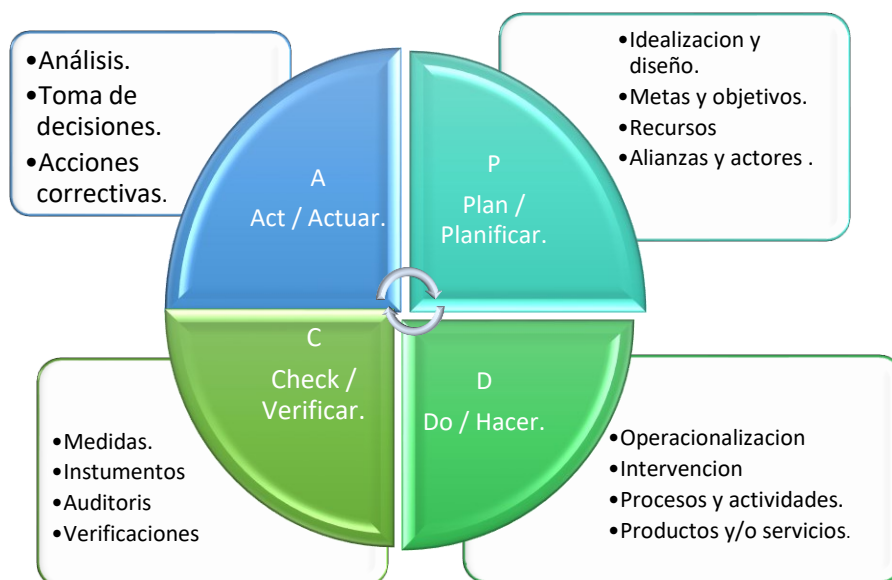 •Análisis.
•Toma de
decisiones.
•Acciones
correctivas.
A
Act / Actuar.
P
Plan /
Planificar.
•Idealizacion y
diseño.
•Metas y objetivos.
•Recursos
•Alianzas y actores .
C
Check /
Verificar.
D
Do / Hacer.
•Medidas.
•Instumentos
•Auditoris
•Verificaciones
•Operacionalizacion
•Intervencion
•Procesos y actividades.
•Productos y/o servicios.